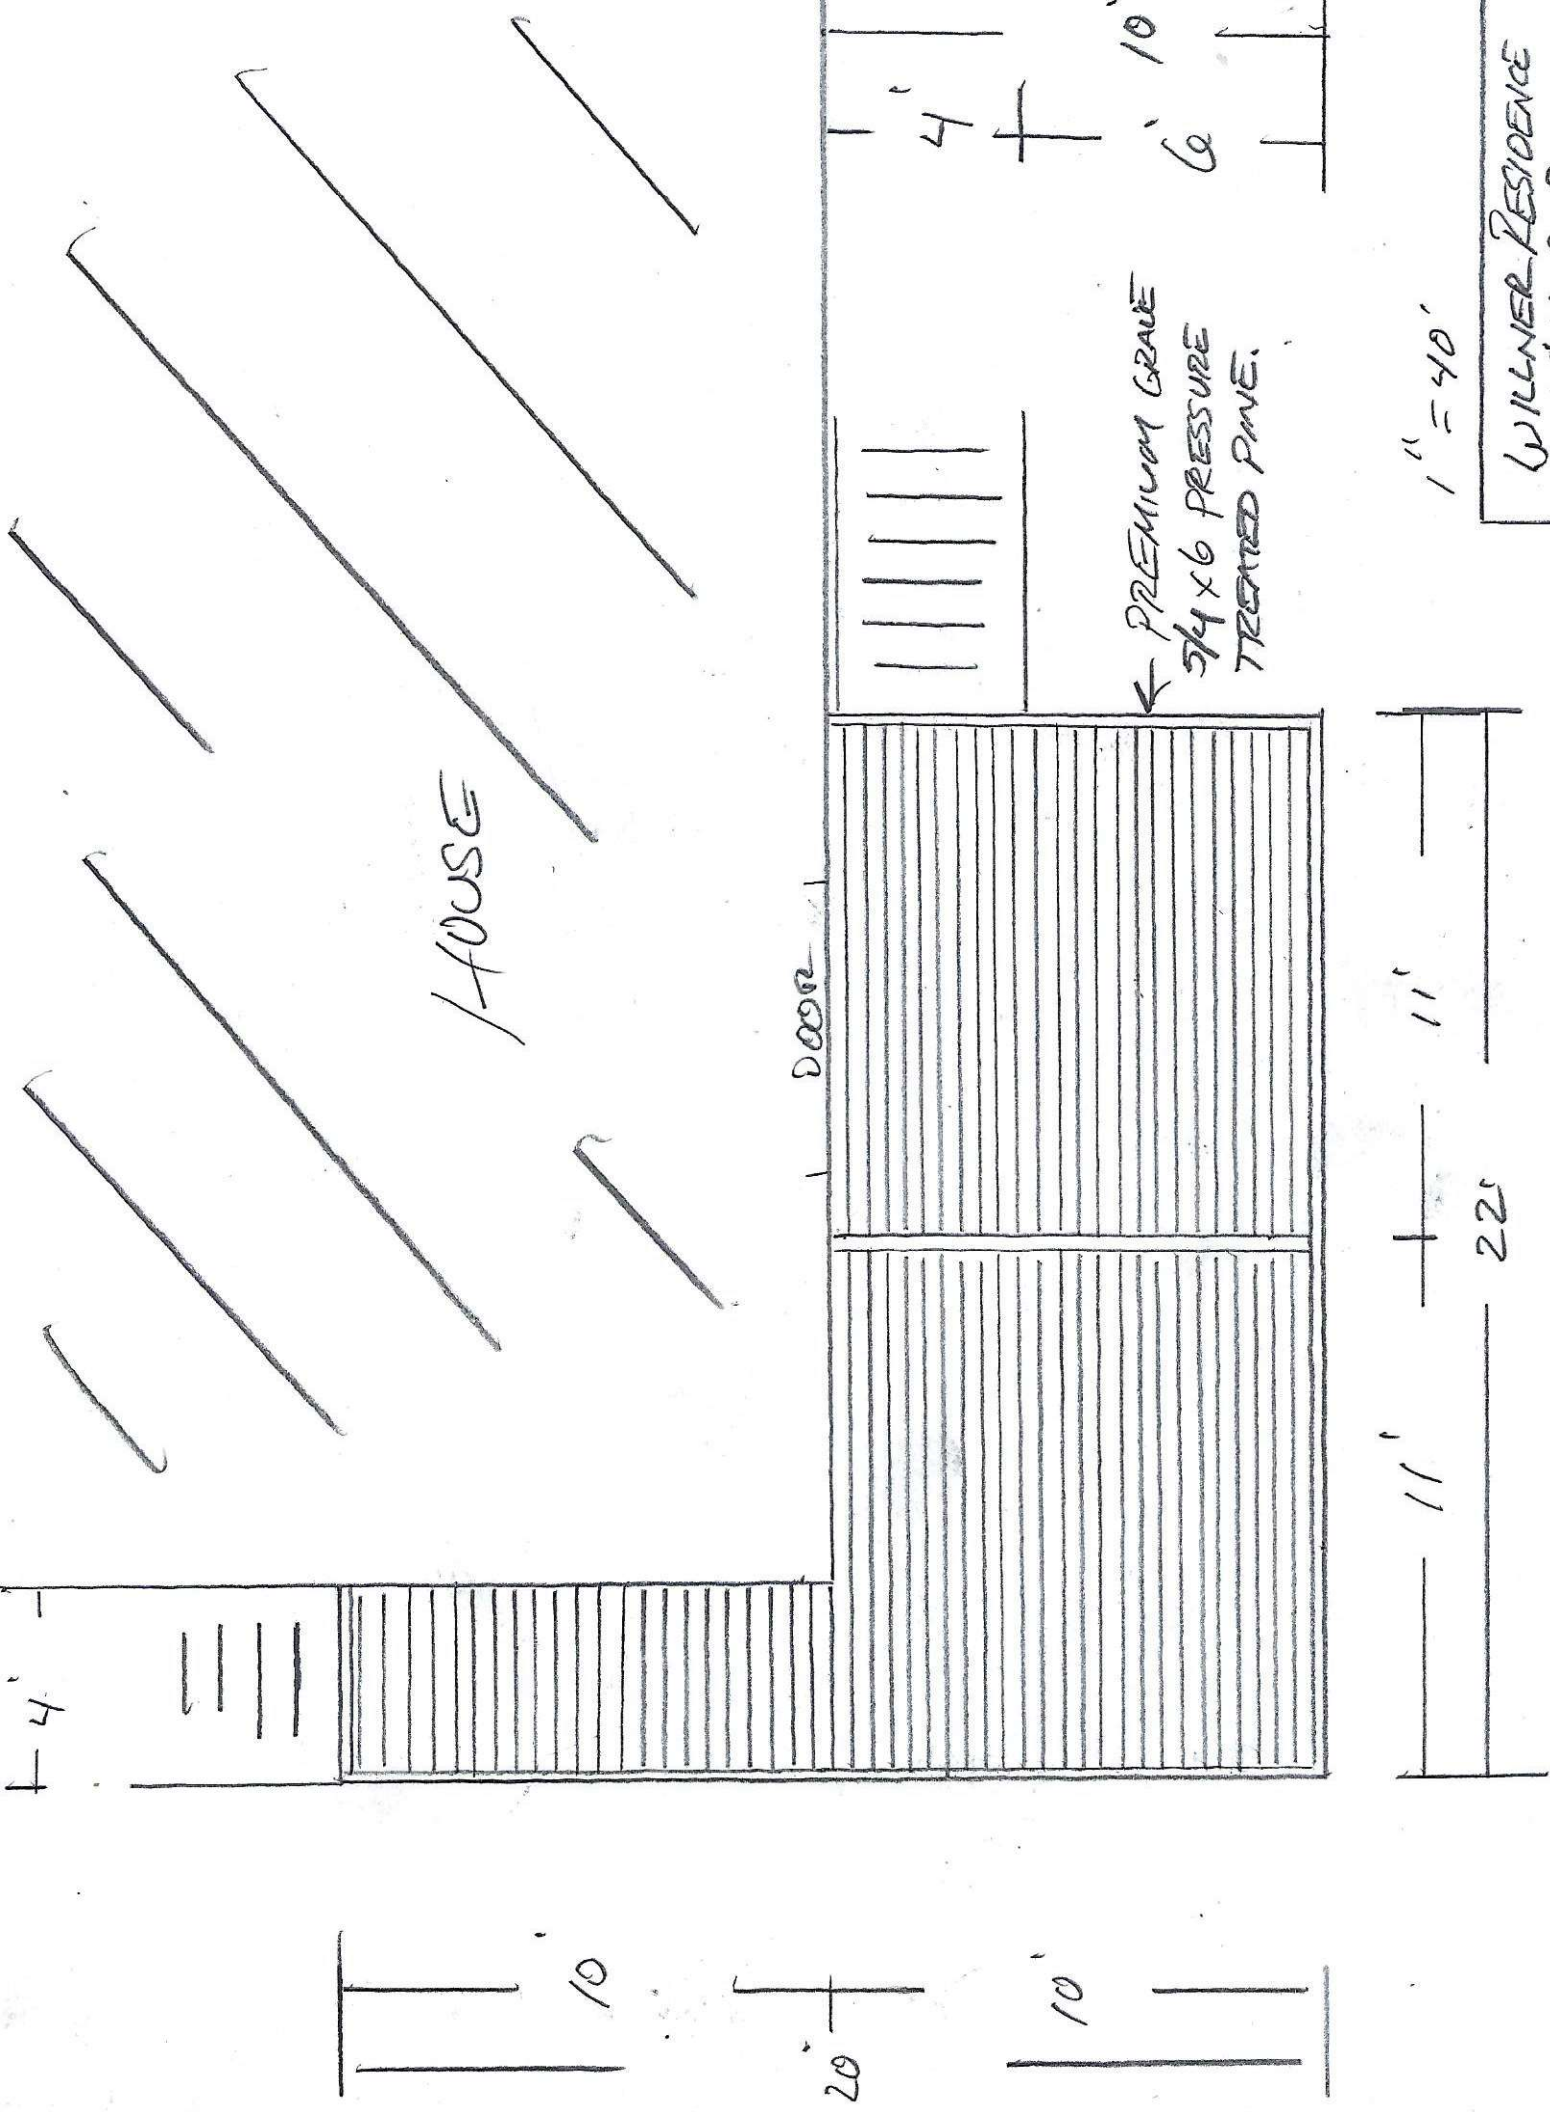 4'
HOUSE
DOOR
4'
6'
10'
← PREMIUM GRADE
5/4 x 6 PRESSURE
TREATED PINE.
10'
10'
20'
11'
11'
22'
1" = 40'
WILLNER RESIDENCE